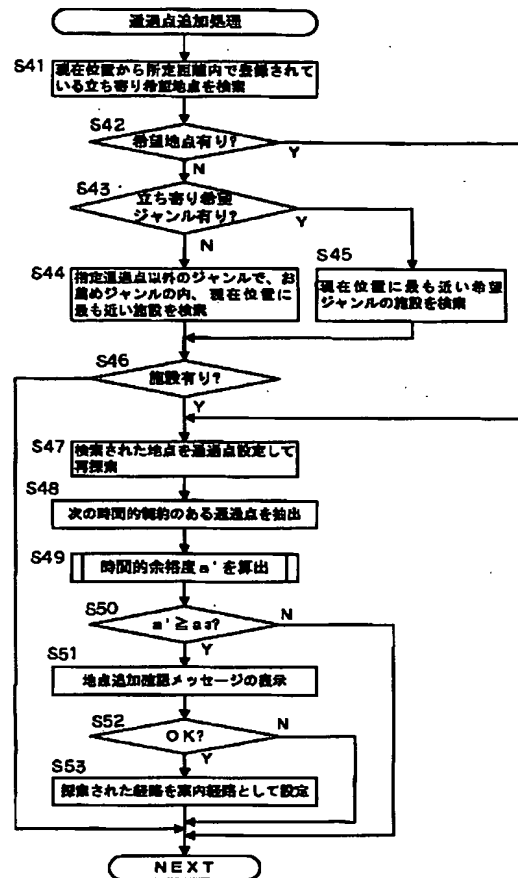 通過点追加処理
S41
現在位置から所定距離内で登録されて
いる立ち寄り希望地点を検索
S42
希望地点有り?
Y
N
S43
立ち寄り希望
ジャンル有り?
Y
N
S44
指定通過点以外のジャンルで、お
薦めジャンルの内、現在位置に
最も近い施設を検索
S45
現在位置に最も近い希望
ジャンルの施設を検索
S46
施設有り?
Y
S47
検索された地点を通過点設定して
再探索
S48
次の時間的制約のある通過点を抽出
S49
時間的余裕度a'を算出
S50
a'≧a3?
N
Y
S51
地点追加確認メッセージの表示
S52
OK?
N
Y
S53
探索された経路を案内経路として設定
NEXT